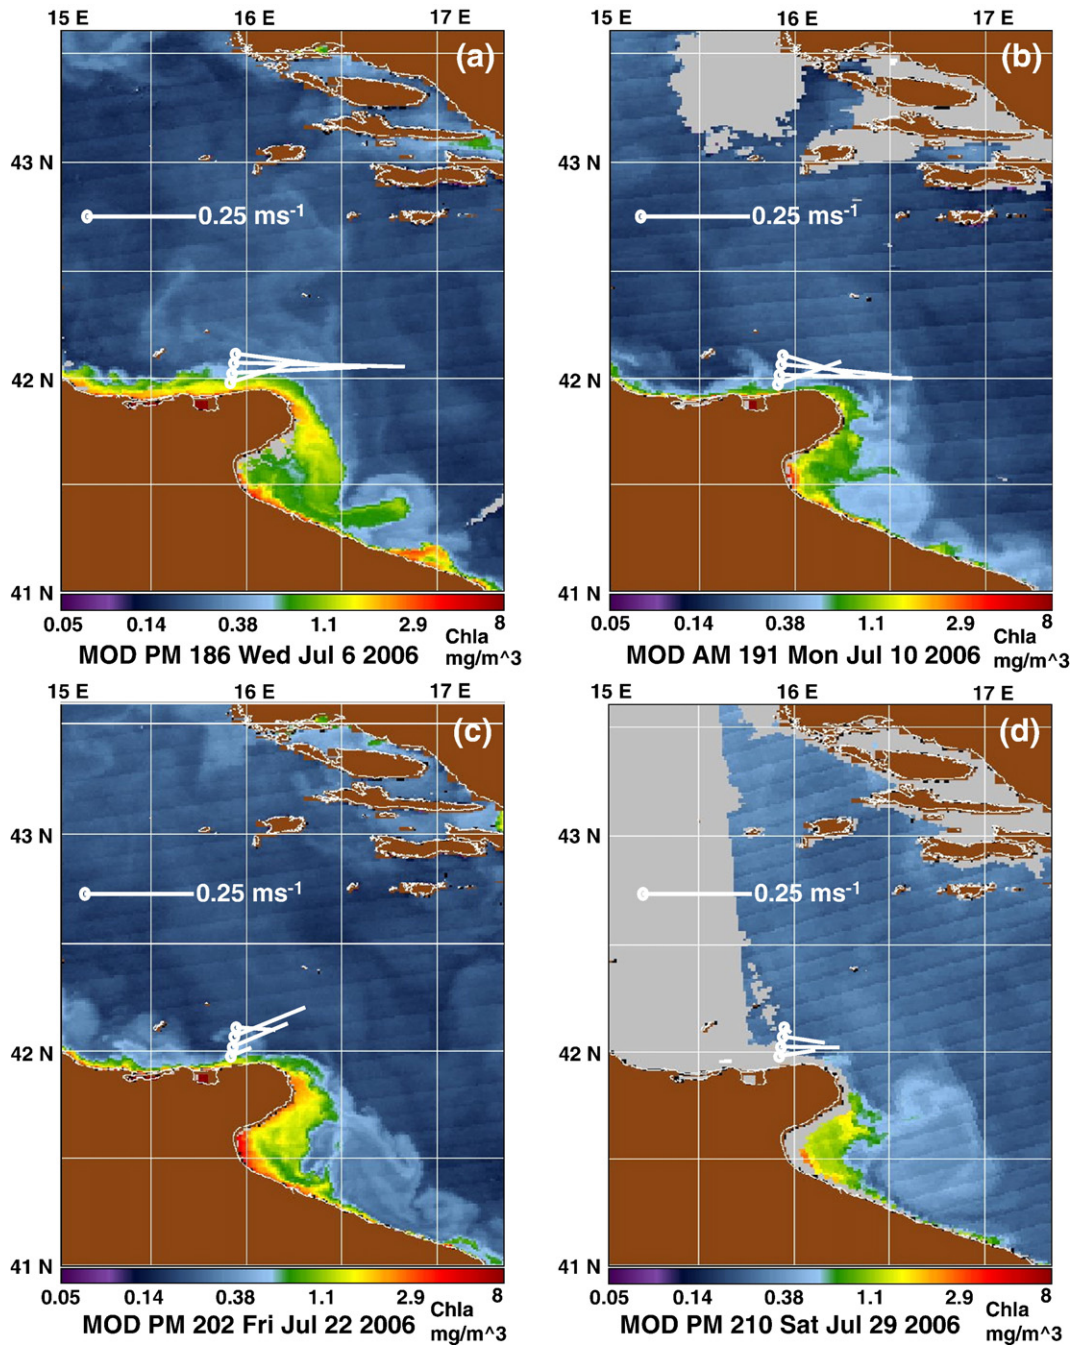 15 E 16 E 17 E
(a)
43 N
0.25 ms⁻¹
42 N
41 N
0.05 0.14 0.38 1.1 2.9 8
Chla
mg/m^3
MOD PM 186 Wed Jul 6 2006
15 E 16 E 17 E
(b)
43 N
0.25 ms⁻¹
42 N
41 N
0.05 0.14 0.38 1.1 2.9 8
Chla
mg/m^3
MOD AM 191 Mon Jul 10 2006
15 E 16 E 17 E
(c)
43 N
0.25 ms⁻¹
42 N
41 N
0.05 0.14 0.38 1.1 2.9 8
Chla
mg/m^3
MOD PM 202 Fri Jul 22 2006
15 E 16 E 17 E
(d)
43 N
0.25 ms⁻¹
42 N
41 N
0.05 0.14 0.38 1.1 2.9 8
Chla
mg/m^3
MOD PM 210 Sat Jul 29 2006